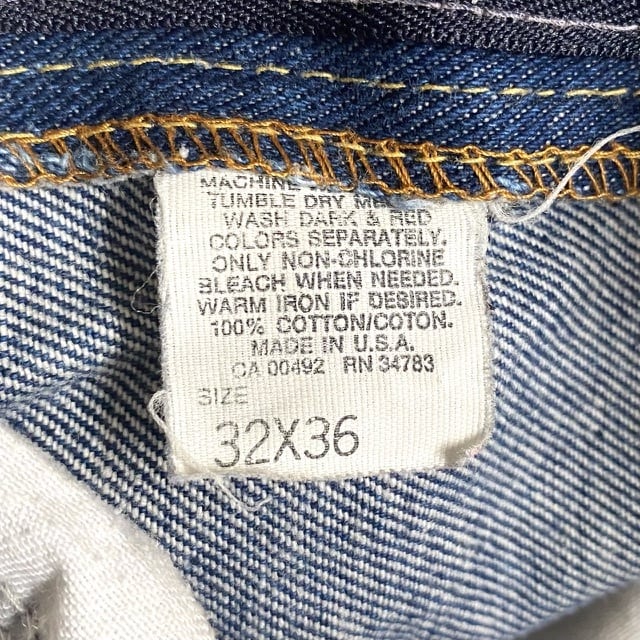 MACHINE
TUMBLE DRY
WASH DARK & RED
COLORS SEPARATELY.
ONLY NON-CHLORINE
BLEACH WHEN NEEDED.
WARM IRON IF DESIRED.
100% COTTON/COTON.
MADE IN U.S.A.
CA 00492 RN 34783
SIZE
32X36